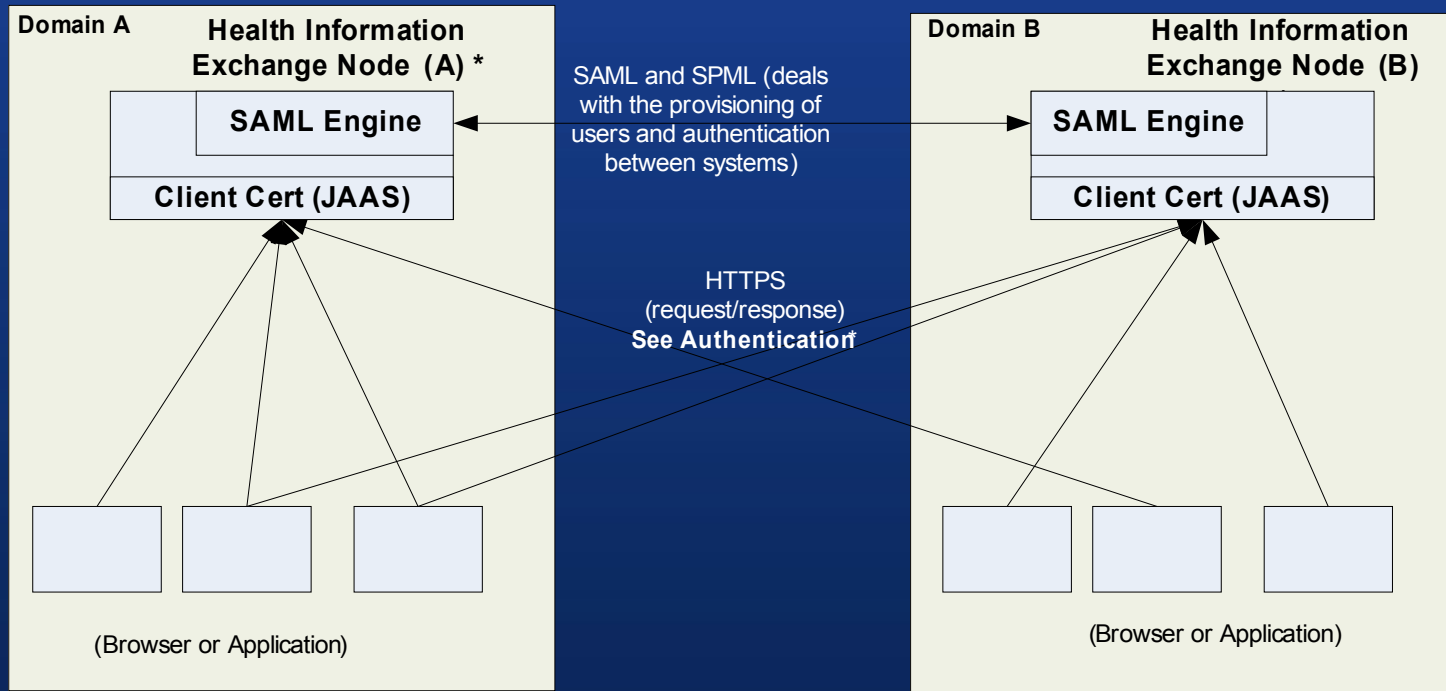 Domain A
Health Information
Exchange Node (A) *
SAML Engine
Client Cert (JAAS)
(Browser or Application)
SAML and SPML (deals
with the provisioning of
users and authentication
between systems)
HTTPS
(request/response)
See Authentication*
Domain B
Health Information
Exchange Node (B)
SAML Engine
Client Cert (JAAS)
(Browser or Application)